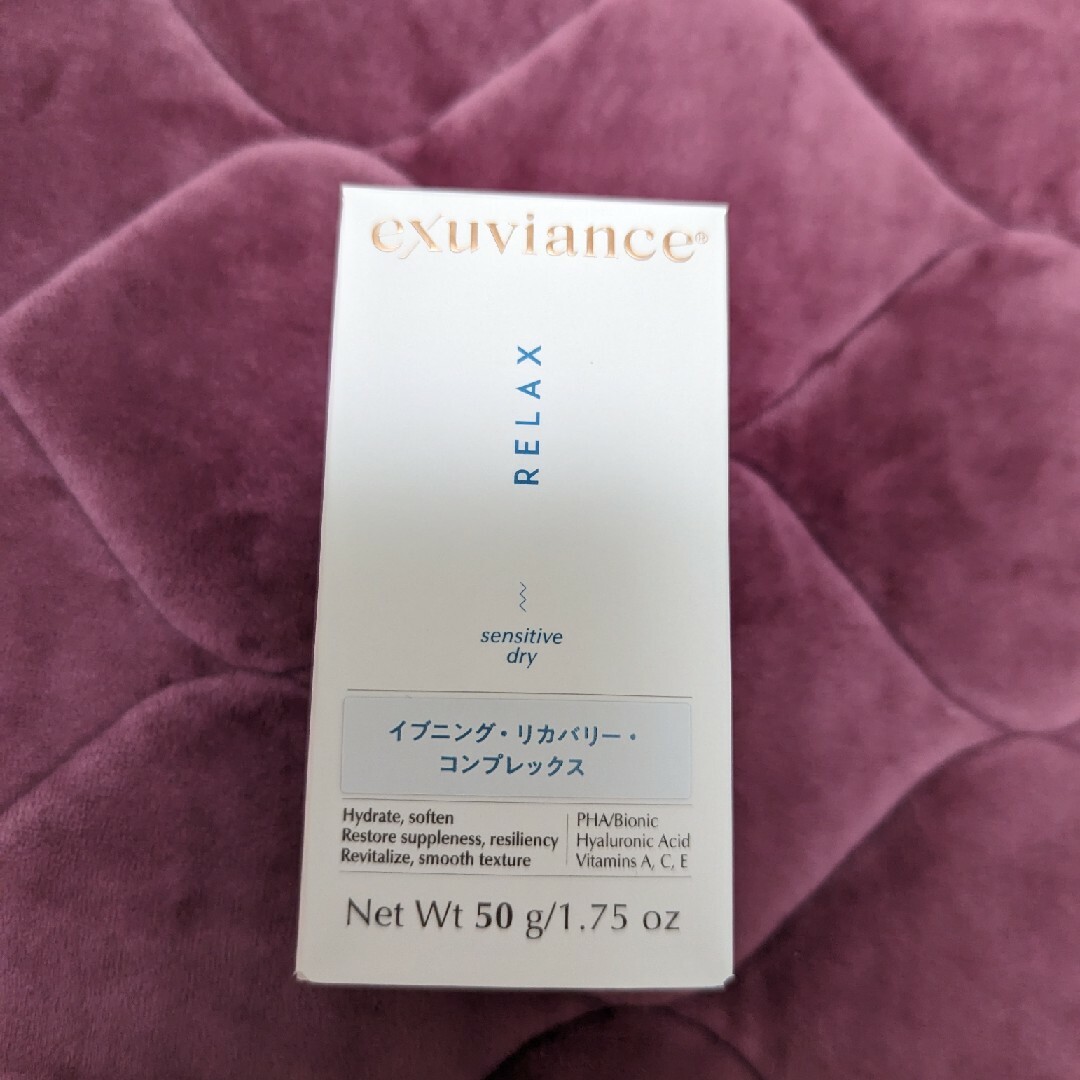 exuviance®
RELAX
sensitive
dry
イブニング・リカバリー・
コンプレックス
Hydrate, soften
Restore suppleness, resiliency
Revitalize, smooth texture
PHA/Bionic
Hyaluronic Acid
Vitamins A, C, E
Net Wt 50 g/1.75 oz